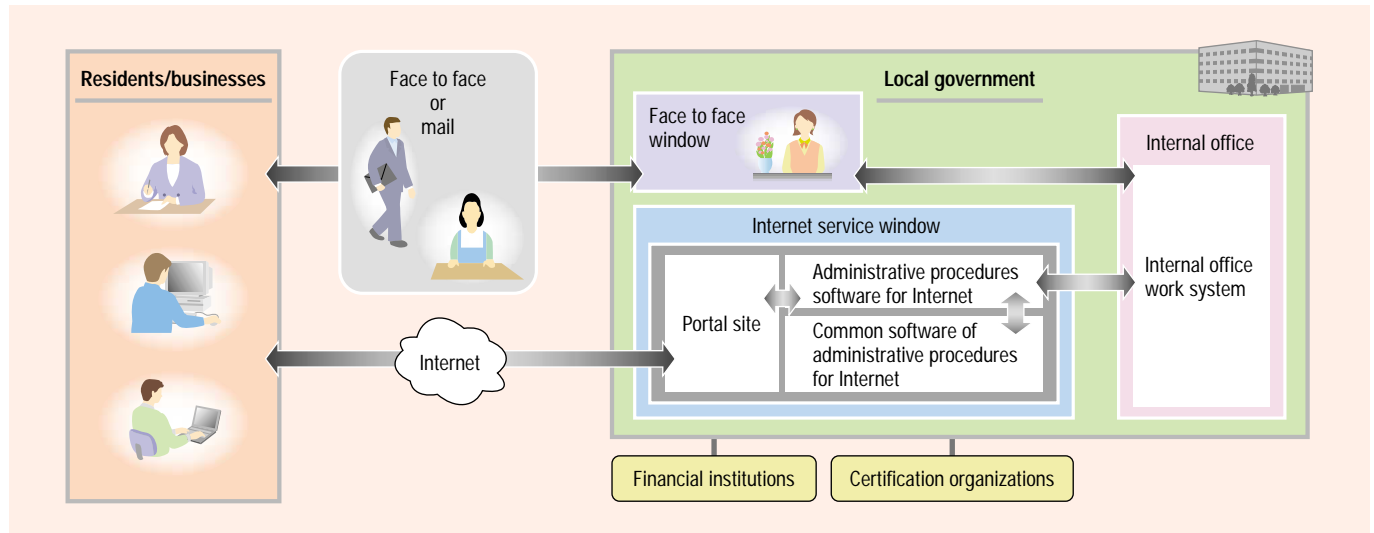 Residents/businesses
Face to face
or
mail
Internet
Local government
Face to face
window
Internet service window
Portal site
Administrative procedures
software for Internet
Common software of
administrative procedures
for Internet
Internal office
Internal office
work system
Financial institutions
Certification organizations